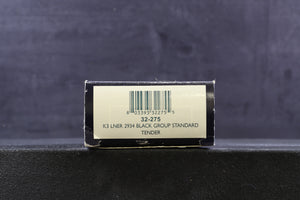 32-275
K3 LNER 2934 BLACK GROUP STANDARD
TENDER